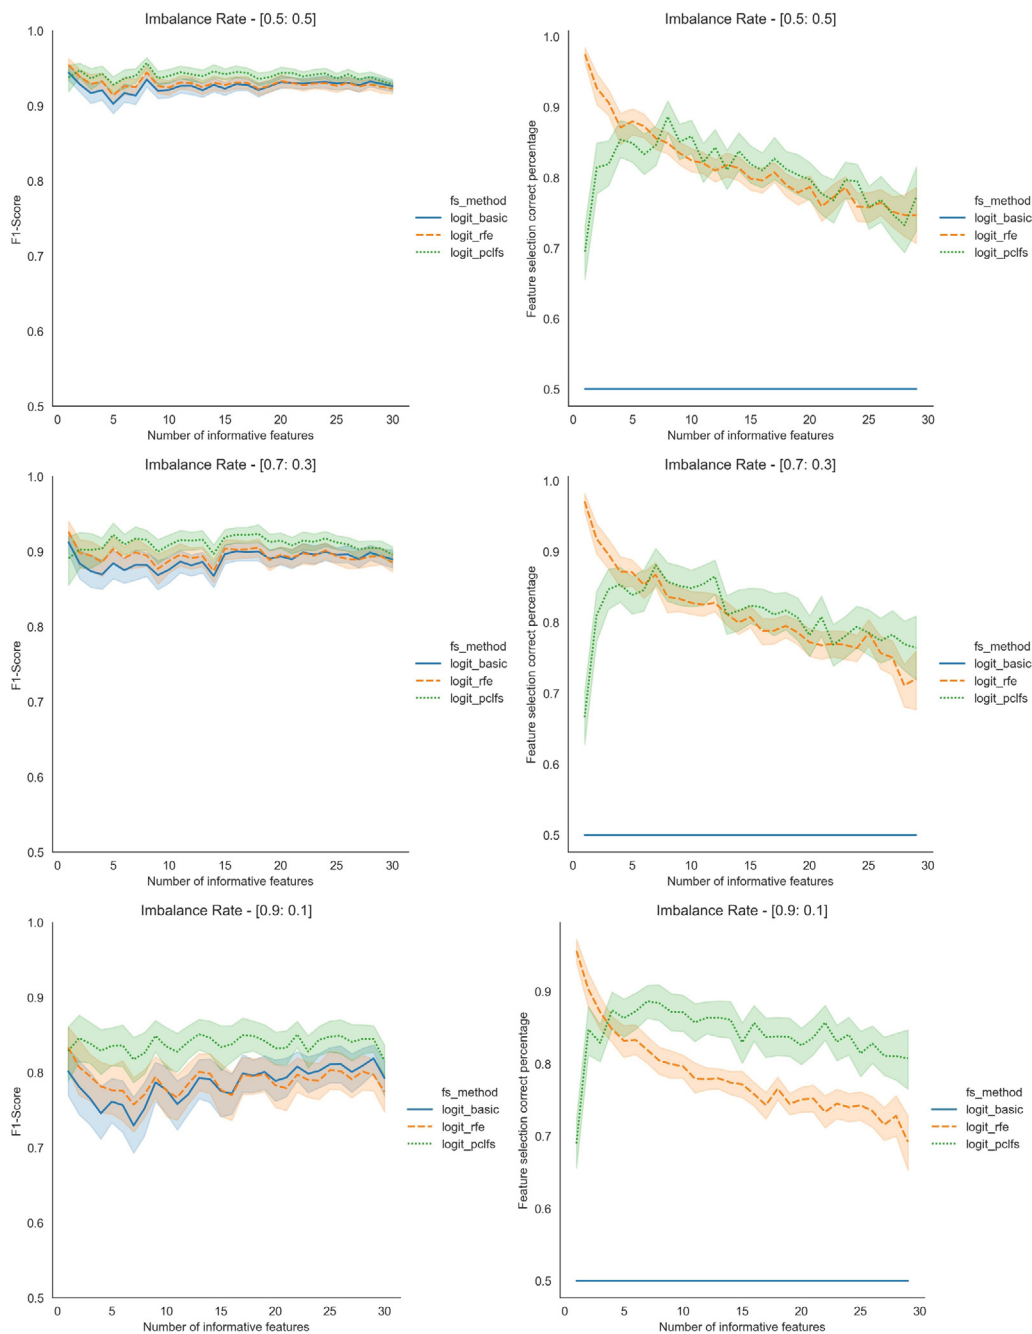 Imbalance Rate - [0.5: 0.5]
1.0
0.9
0.8
0.7
0.6
0.5
F1-Score
0
5
10
15
20
25
30
Number of informative features
fs_method
logit_basic
logit_rfe
logit_pclfs
Imbalance Rate - [0.5: 0.5]
1.0
0.9
0.8
0.7
0.6
0.5
Feature selection correct percentage
0
5
10
15
20
25
30
Number of informative features
fs_method
logit_basic
logit_rfe
logit_pclfs
Imbalance Rate - [0.7: 0.3]
1.0
0.9
0.8
0.7
0.6
0.5
F1-Score
0
5
10
15
20
25
30
Number of informative features
fs_method
logit_basic
logit_rfe
logit_pclfs
Imbalance Rate - [0.7: 0.3]
1.0
0.9
0.8
0.7
0.6
0.5
Feature selection correct percentage
0
5
10
15
20
25
30
Number of informative features
fs_method
logit_basic
logit_rfe
logit_pclfs
Imbalance Rate - [0.9: 0.1]
1.0
0.9
0.8
0.7
0.6
0.5
F1-Score
0
5
10
15
20
25
30
Number of informative features
fs_method
logit_basic
logit_rfe
logit_pclfs
Imbalance Rate - [0.9: 0.1]
0.9
0.8
0.7
0.6
0.5
Feature selection correct percentage
0
5
10
15
20
25
30
Number of informative features
fs_method
logit_basic
logit_rfe
logit_pclfs